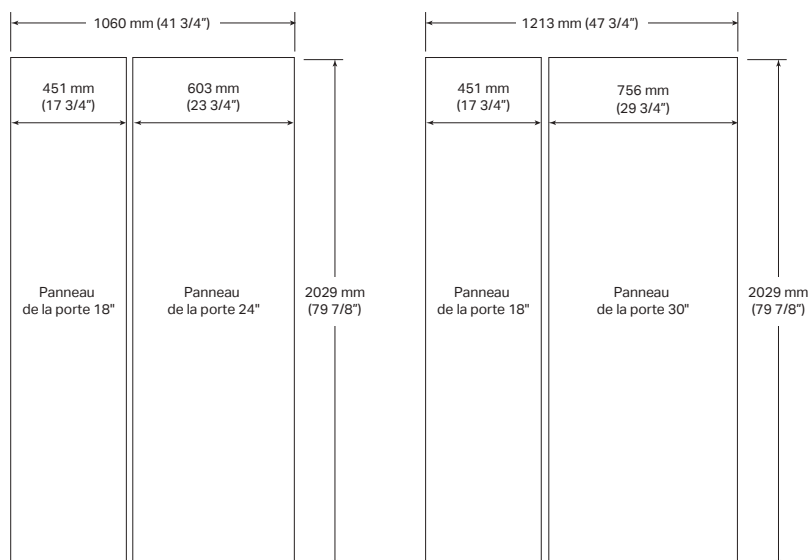 1060 mm (41 3/4”)
451 mm
(17 3/4”)
603 mm
(23 3/4”)
Panneau
de la porte 18"
Panneau
de la porte 24"
2029 mm
(79 7/8”)
1213 mm (47 3/4”)
451 mm
(17 3/4”)
756 mm
(29 3/4”)
Panneau
de la porte 18"
Panneau
de la porte 30"
2029 mm
(79 7/8”)